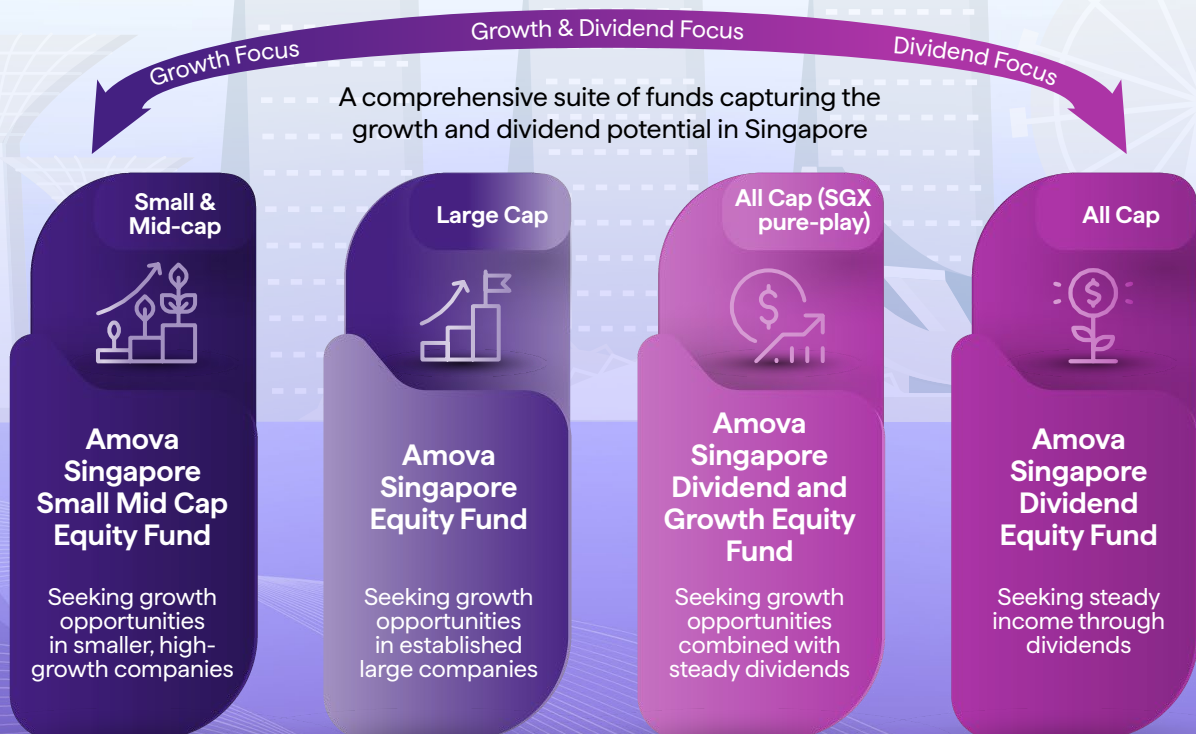 Growth Focus
Growth & Dividend Focus
Dividend Focus
A comprehensive suite of funds capturing the
growth and dividend potential in Singapore
Small &
Mid-cap
Amova
Singapore
Small Mid Cap
Equity Fund
Seeking growth
opportunities
in smaller, high-
growth companies
Large Cap
Amova
Singapore
Equity Fund
Seeking growth
opportunities
in established
large companies
All Cap (SGX
pure-play)
Amova
Singapore
Dividend and
Growth Equity
Fund
Seeking growth
opportunities
combined with
steady dividends
All Cap
Amova
Singapore
Dividend
Equity Fund
Seeking steady
income through
dividends